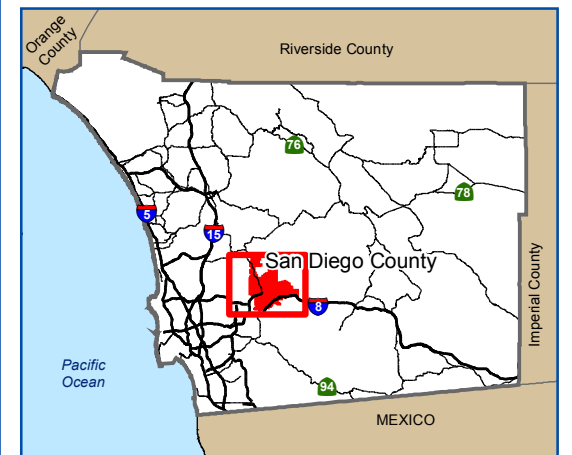 Orange
County
Riverside County
76
78
5
15
San Diego County
Imperial County
8
Pacific
Ocean
94
MEXICO